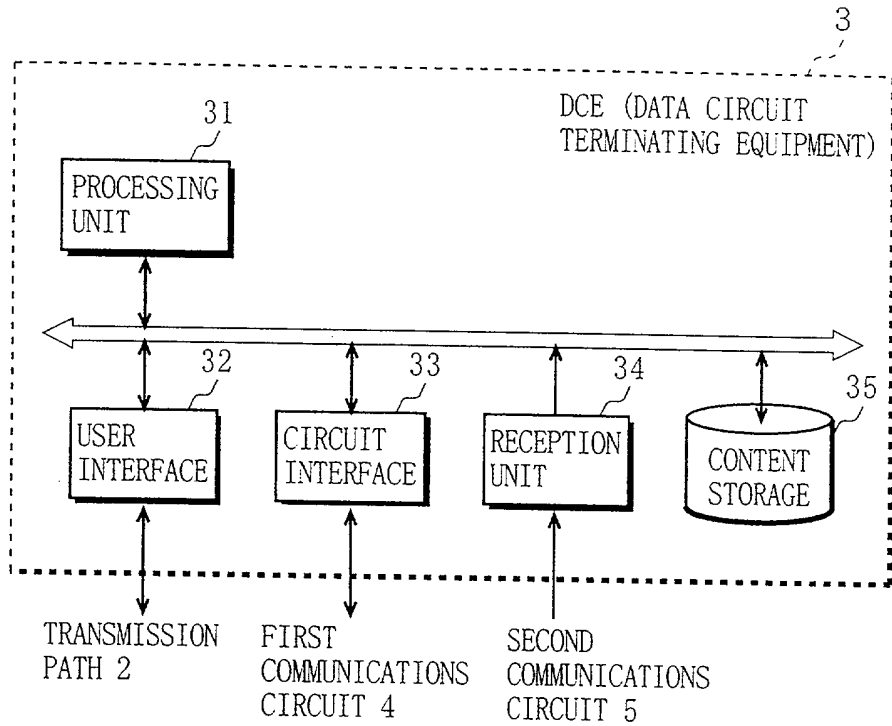 3
DCE (DATA CIRCUIT
TERMINATING EQUIPMENT)
31
PROCESSING
UNIT
32
USER
INTERFACE
33
CIRCUIT
INTERFACE
34
RECEPTION
UNIT
35
CONTENT
STORAGE
TRANSMISSION
PATH 2
FIRST
COMMUNICATIONS
CIRCUIT 4
SECOND
COMMUNICATIONS
CIRCUIT 5